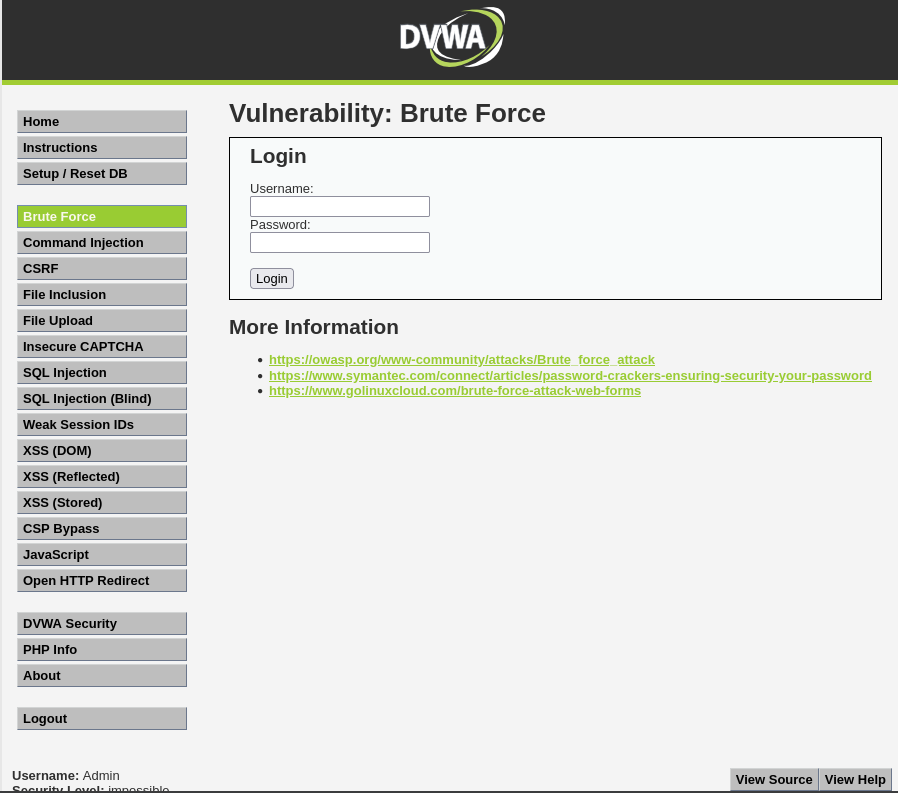 DVWA
Home
Instructions
Setup / Reset DB
Brute Force
Command Injection
CSRF
File Inclusion
File Upload
Insecure CAPTCHA
SQL Injection
SQL Injection (Blind)
Weak Session IDs
XSS (DOM)
XSS (Reflected)
XSS (Stored)
CSP Bypass
JavaScript
Open HTTP Redirect
DVWA Security
PHP Info
About
Logout
Vulnerability: Brute Force
Login
Username:
Password:
Login
More Information
• https://owasp.org/www-community/attacks/Brute_force_attack
• https://www.symantec.com/connect/articles/password-crackers-ensuring-security-your-password
• https://www.golinuxcloud.com/brute-force-attack-web-forms
Username: Admin
Security Level: impossible
View Source View Help